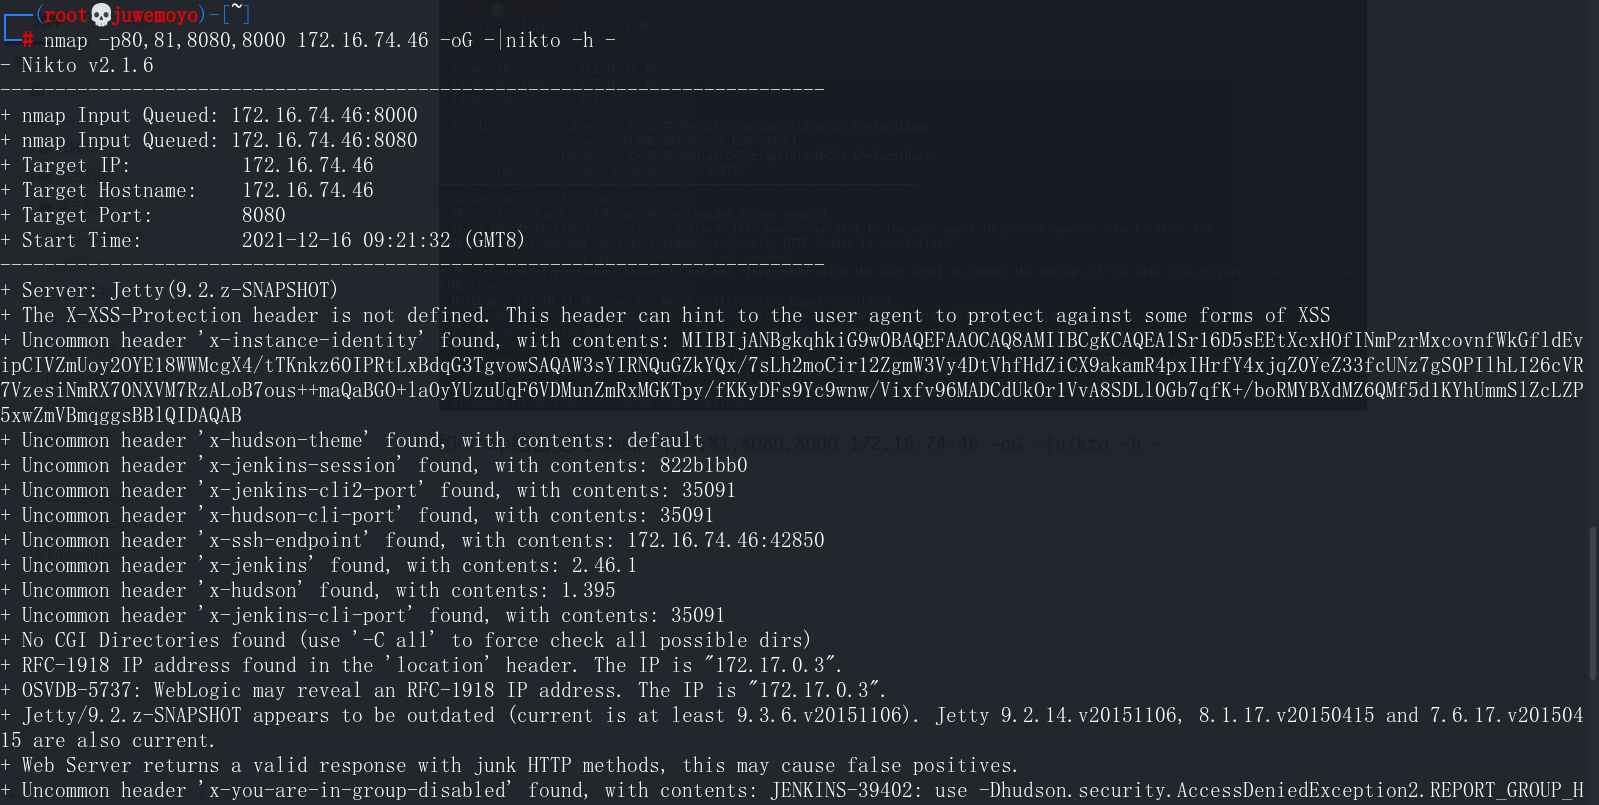 (root💀juwemoyo)-[~]
# nmap -p80,81,8080,8000 172.16.74.46 -oG -|nikto -h -
- Nikto v2.1.6
---------------------------------------------------------------------------
+ nmap Input Queued: 172.16.74.46:8000
+ nmap Input Queued: 172.16.74.46:8080
+ Target IP:          172.16.74.46
+ Target Hostname:    172.16.74.46
+ Target Port:        8080
+ Start Time:         2021-12-16 09:21:32 (GMT8)
---------------------------------------------------------------------------
+ Server: Jetty(9.2.z-SNAPSHOT)
+ The X-XSS-Protection header is not defined. This header can hint to the user agent to protect against some forms of XSS
+ Uncommon header 'x-instance-identity' found, with contents:
+ Uncommon header 'x-hudson-theme' found, with contents: default
+ Uncommon header 'x-jenkins-session' found, with contents: 822b1bb0
+ Uncommon header 'x-jenkins-cli2-port' found, with contents: 35091
+ Uncommon header 'x-hudson-cli-port' found, with contents: 35091
+ Uncommon header 'x-ssh-endpoint' found, with contents: 172.16.74.46:42850
+ Uncommon header 'x-jenkins' found, with contents: 2.46.1
+ Uncommon header 'x-hudson' found, with contents: 1.395
+ Uncommon header 'x-jenkins-cli-port' found, with contents: 35091
+ No CGI Directories found (use '-C all' to force check all possible dirs)
+ RFC-1918 IP address found in the 'location' header. The IP is "172.17.0.3".
+ OSVDB-5737: WebLogic may reveal an RFC-1918 IP address. The IP is "172.17.0.3".
+ Jetty/9.2.z-SNAPSHOT appears to be outdated (current is at least 9.3.6.v20151106). Jetty 9.2.14.v20151106, 8.1.17.v20150415 and 7.6.17.v201504
15 are also current.
+ Web Server returns a valid response with junk HTTP methods, this may cause false positives.
+ Uncommon header 'x-you-are-in-group-disabled' found, with contents: JENKINS-39402: use -Dhudson.security.AccessDeniedException2.REPORT_GROUP_H